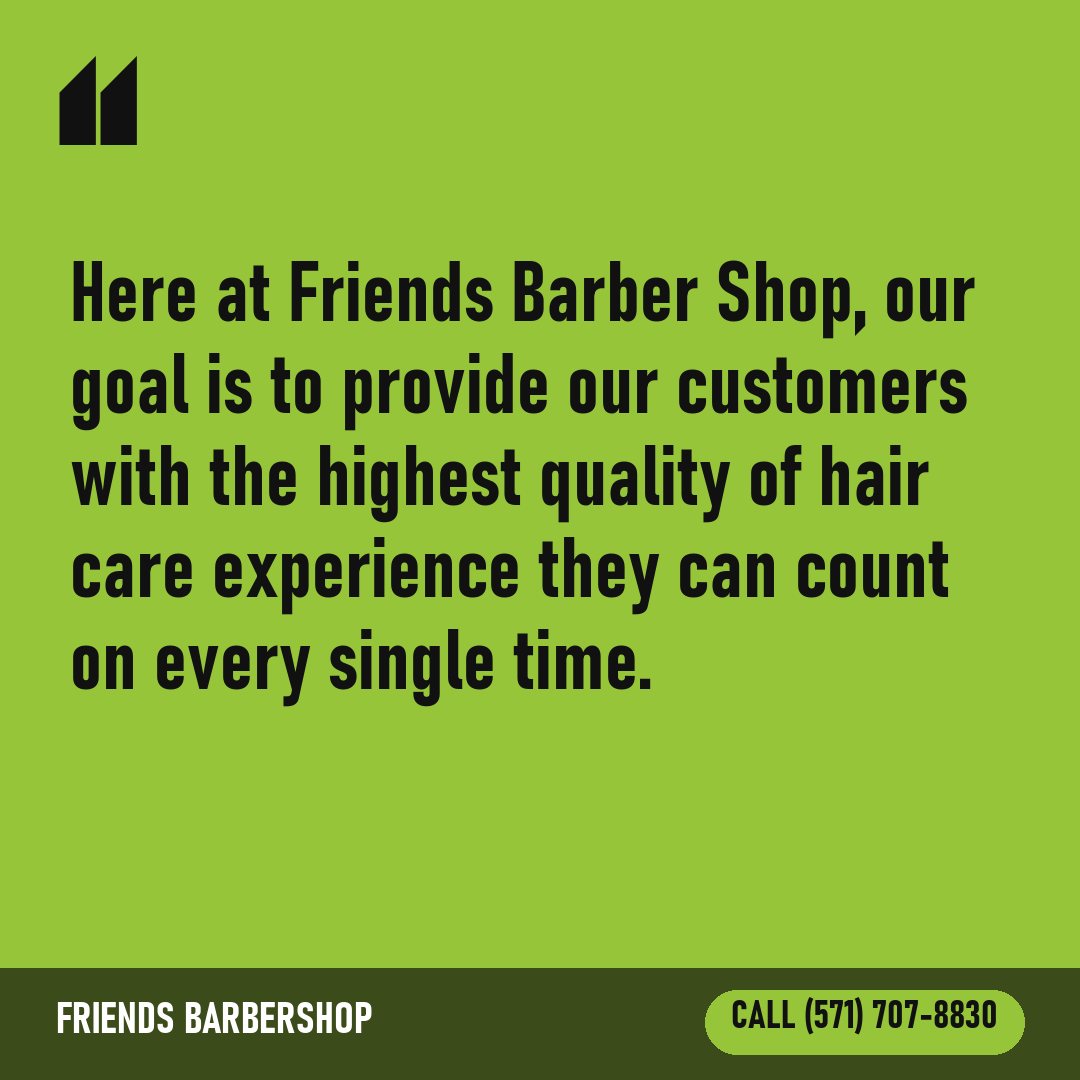 Here at Friends Barber Shop, our
goal is to provide our customers
with the highest quality of hair
care experience they can count
on every single time.
FRIENDS BARBERSHOP
CALL (571) 707-8830